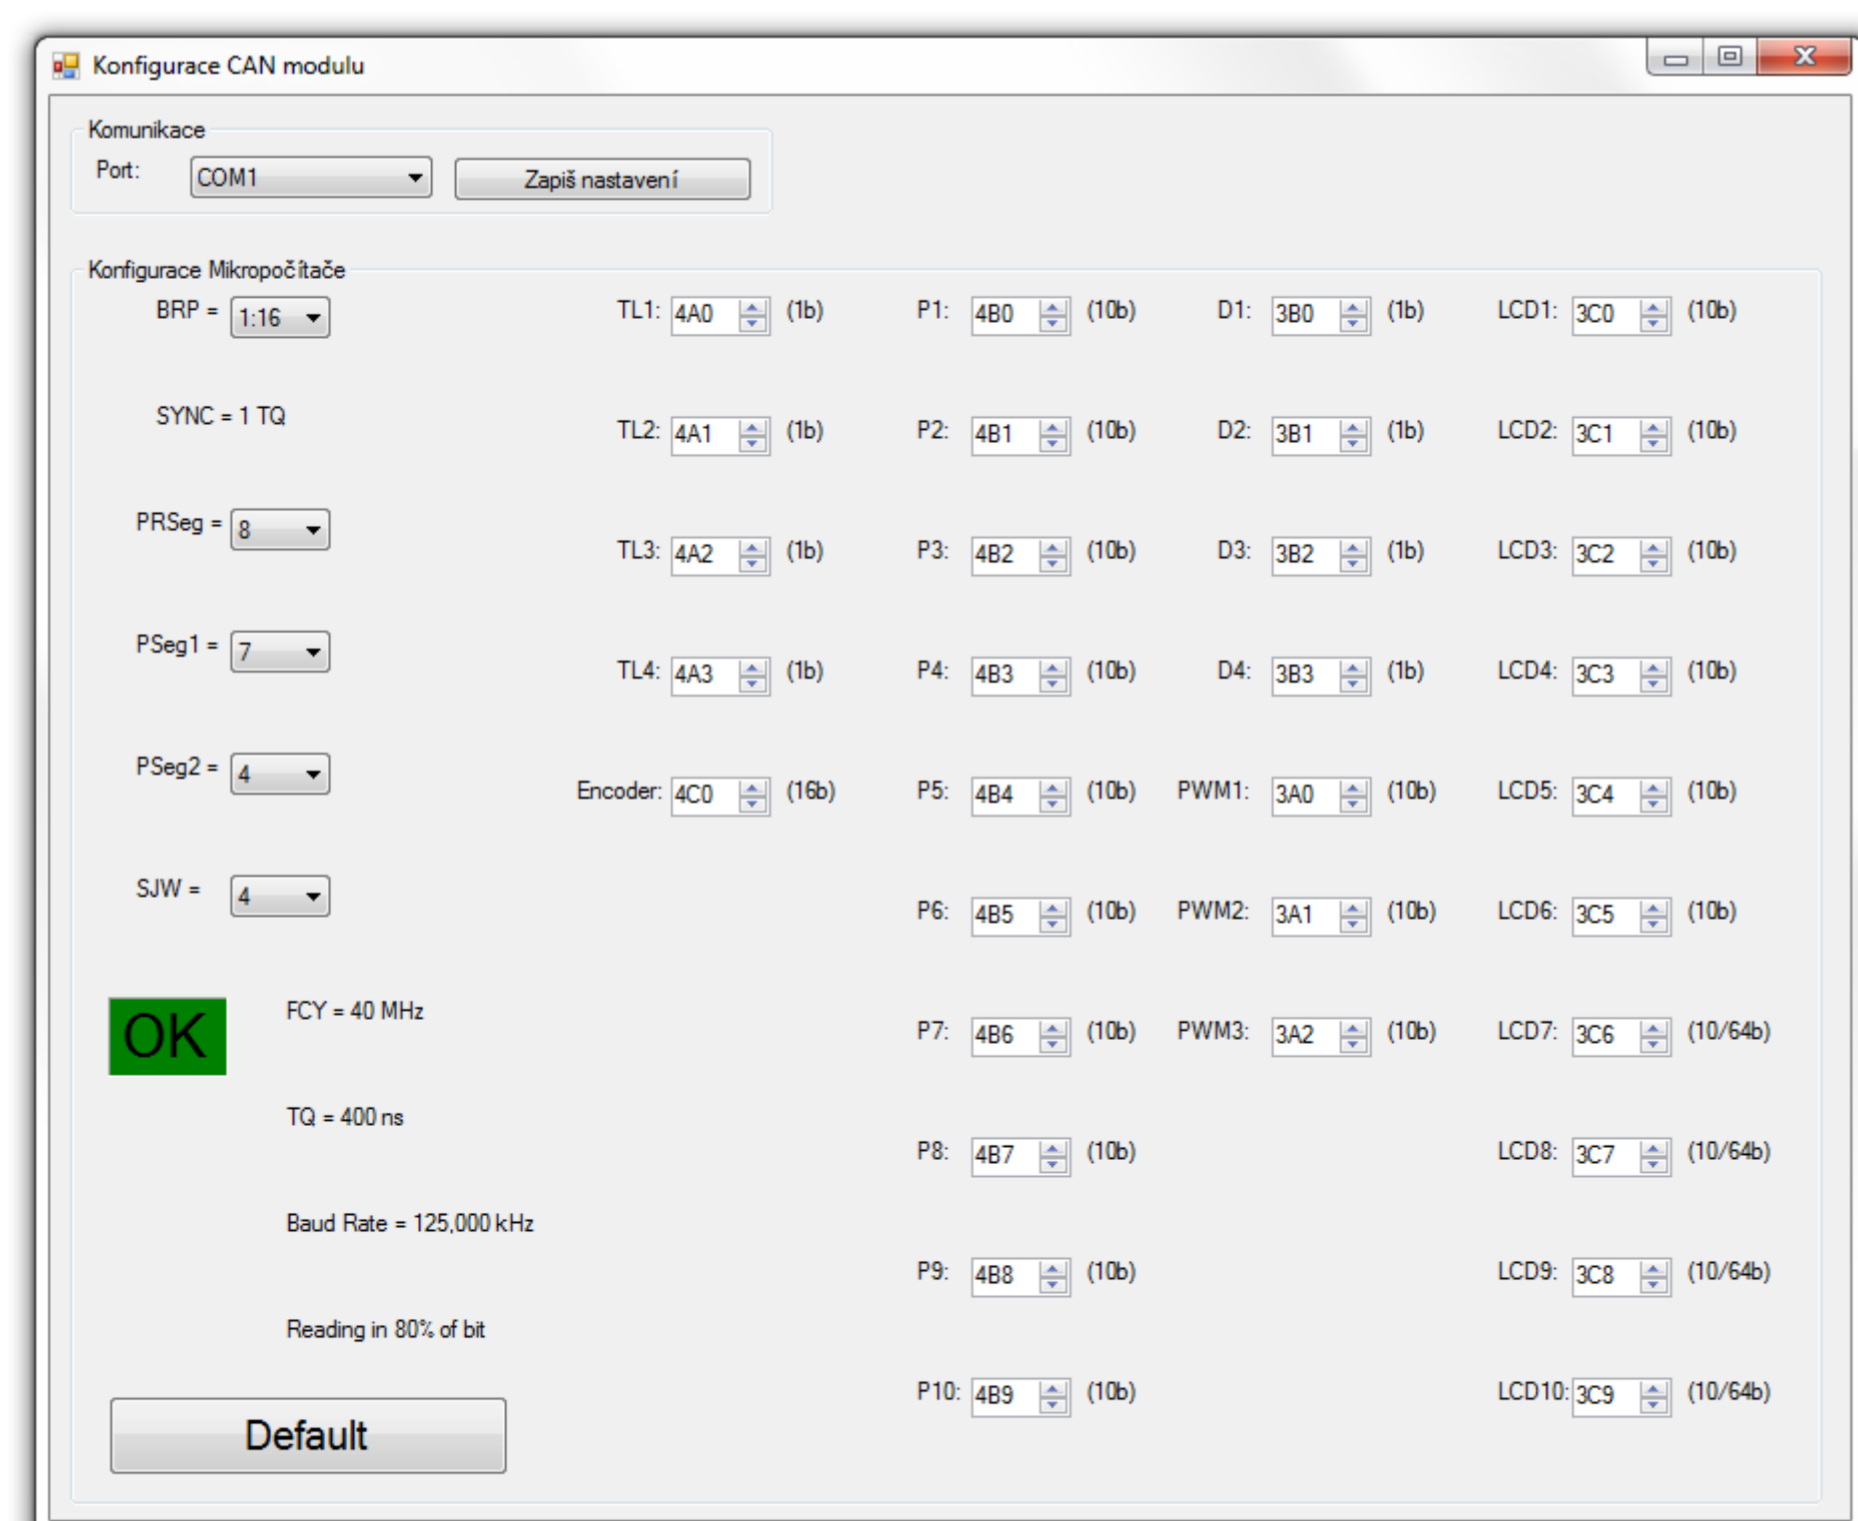 Konfigurace CAN modulu
Komunikace
Port: COM1 Zapiš nastavení
Konfigurace Mikropočítače
BRP = 1:16 TL1: 4A0 (1b) P1: 4B0 (10b) D1: 3B0 (1b) LCD1: 3C0 (10b)
SYNC = 1 TQ TL2: 4A1 (1b) P2: 4B1 (10b) D2: 3B1 (1b) LCD2: 3C1 (10b)
PRSeg = 8 TL3: 4A2 (1b) P3: 4B2 (10b) D3: 3B2 (1b) LCD3: 3C2 (10b)
PSeg1 = 7 TL4: 4A3 (1b) P4: 4B3 (10b) D4: 3B3 (1b) LCD4: 3C3 (10b)
PSeg2 = 4 Encoder: 4C0 (16b) P5: 4B4 (10b) PWM1: 3A0 (10b) LCD5: 3C4 (10b)
SJW = 4 P6: 4B5 (10b) PWM2: 3A1 (10b) LCD6: 3C5 (10b)
OK FCY = 40 MHz P7: 4B6 (10b) PWM3: 3A2 (10b) LCD7: 3C6 (10/64b)
TQ = 400 ns P8: 4B7 (10b) LCD8: 3C7 (10/64b)
Baud Rate = 125,000 kHz P9: 4B8 (10b) LCD9: 3C8 (10/64b)
Reading in 80% of bit P10: 4B9 (10b) LCD10: 3C9 (10/64b)
Default